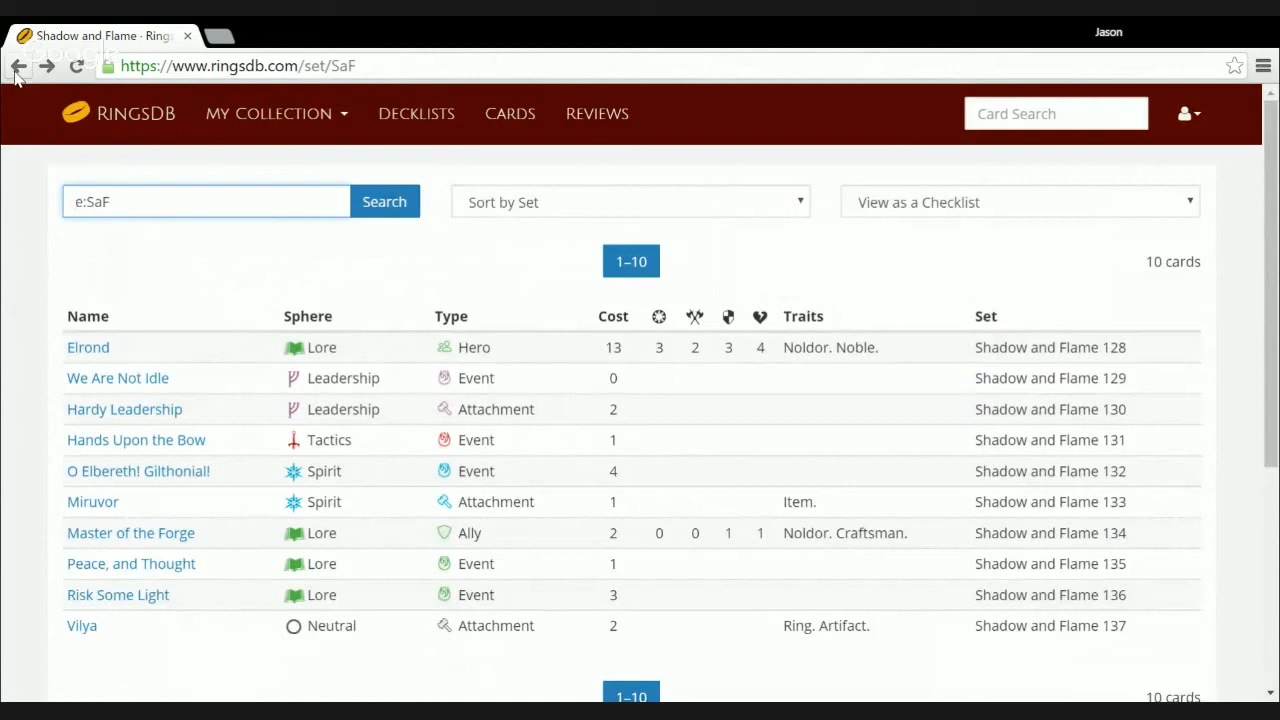 Shadow and Flame · Ring
Jason
https://www.ringsdb.com/set/SaF
RINGSDB MY COLLECTION DECKLISTS CARDS REVIEWS Card Search
e:SaF Search Sort by Set View as a Checklist
1–10 10 cards
Name Sphere Type Cost Traits Set
Elrond Lore Hero 13 3 2 3 4 Noldor. Noble. Shadow and Flame 128
We Are Not Idle Leadership Event 0 Shadow and Flame 129
Hardy Leadership Leadership Attachment 2 Shadow and Flame 130
Hands Upon the Bow Tactics Event 1 Shadow and Flame 131
O Elbereth! Gilthonial! Spirit Event 4 Shadow and Flame 132
Miruvor Spirit Attachment 1 Item. Shadow and Flame 133
Master of the Forge Lore Ally 2 0 0 1 1 Noldor. Craftsman. Shadow and Flame 134
Peace, and Thought Lore Event 1 Shadow and Flame 135
Risk Some Light Lore Event 3 Shadow and Flame 136
Vilya Neutral Attachment 2 Ring. Artifact. Shadow and Flame 137
1–10 10 cards